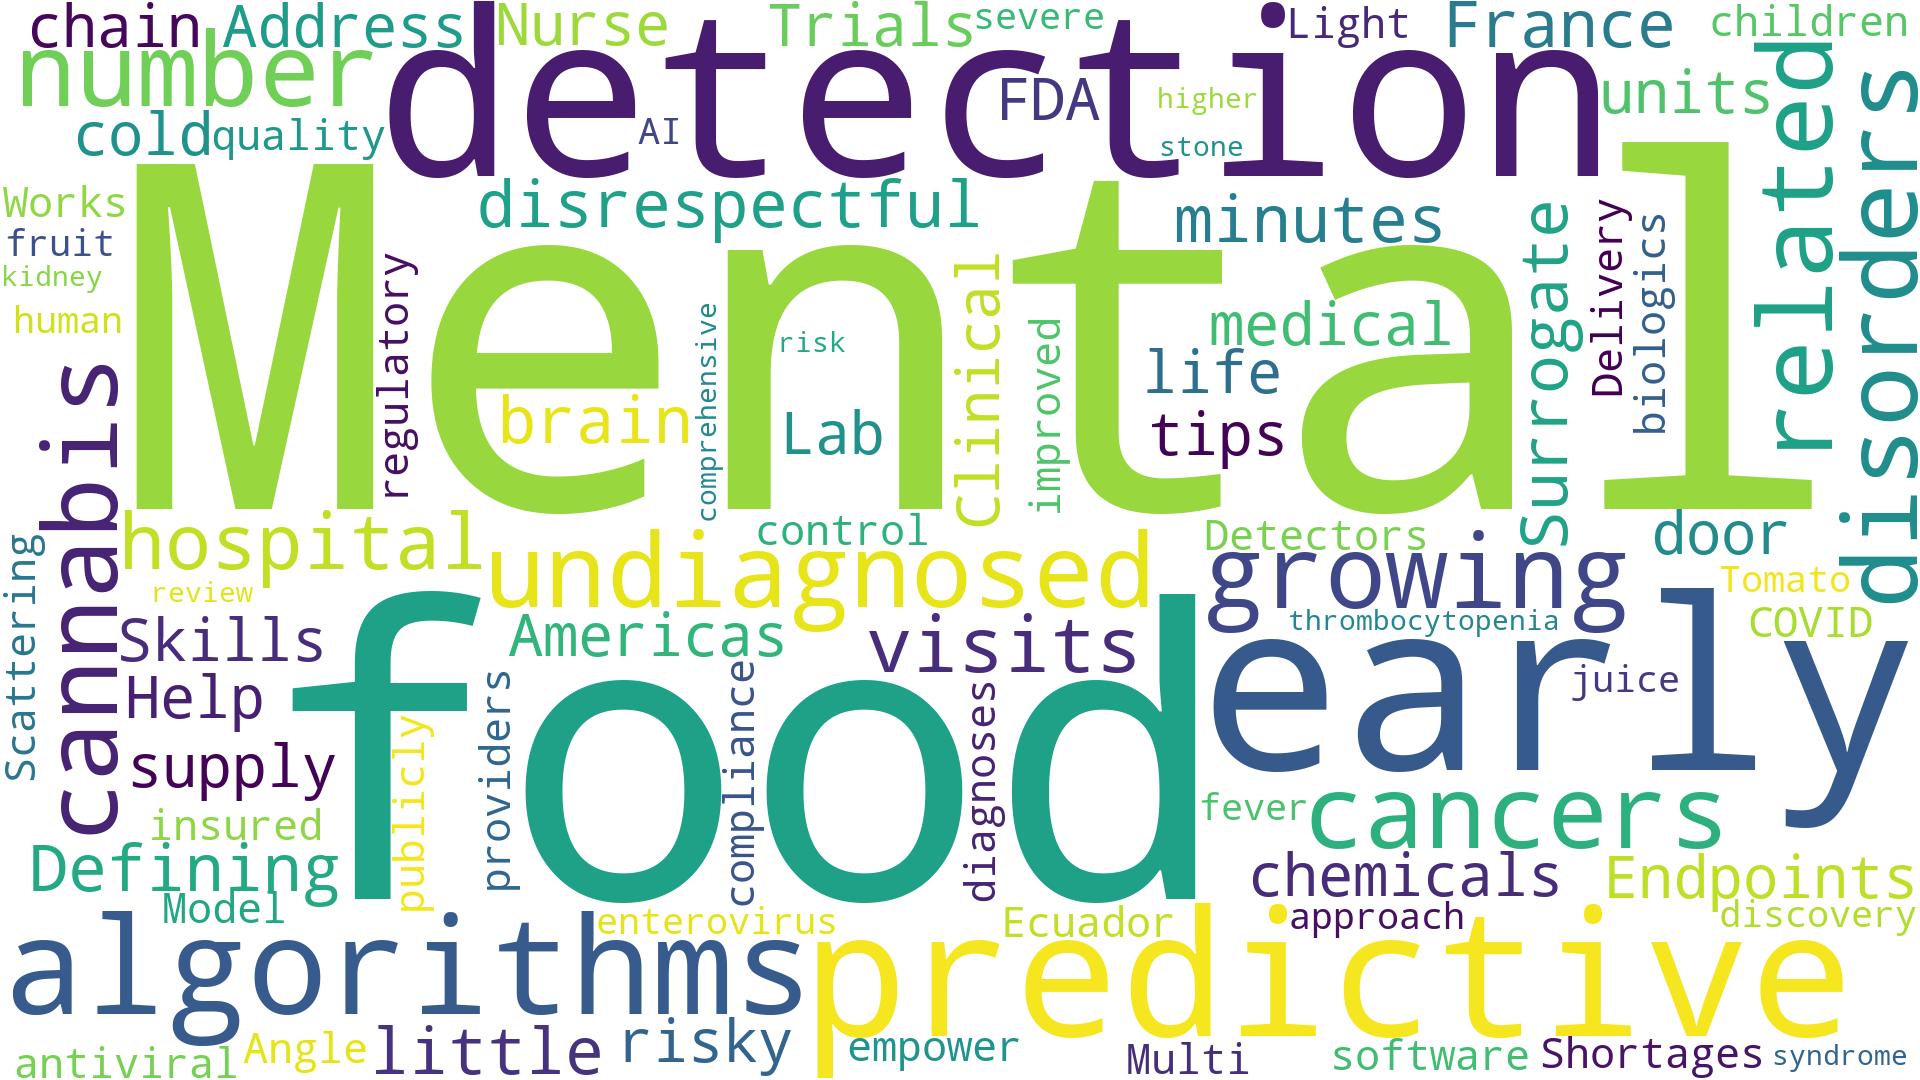 chain
Address
Nurse
Trials
severe
Light
France
children
number
detection
FDA
higher
units
related
disorders
cold
quality
AI
stone
Mental
Works
fruit
kidney
human
disrespectful
minutes
Surrogate
Delivery
biologics
regulatory
comprehensive
risk
Clinical
improved
medical
life
brain
Lab
tips
cannabis
hospital
control
Detectors
door
undiagnosed
growing
Tomato
COVID
thrombocytopenia
Scattering
review
Skills
Americas
visits
food
early
juice
Help
supply
publicly
providers
compliance
diagnoses
insured
fever
cancers
Defining
Model
chemicals
Endpoints
enterovirus
Ecuador
approach
discovery
algorithms
predictive
antiviral
Angle
little
risky
empower
Multi
software
Shortages
syndrome